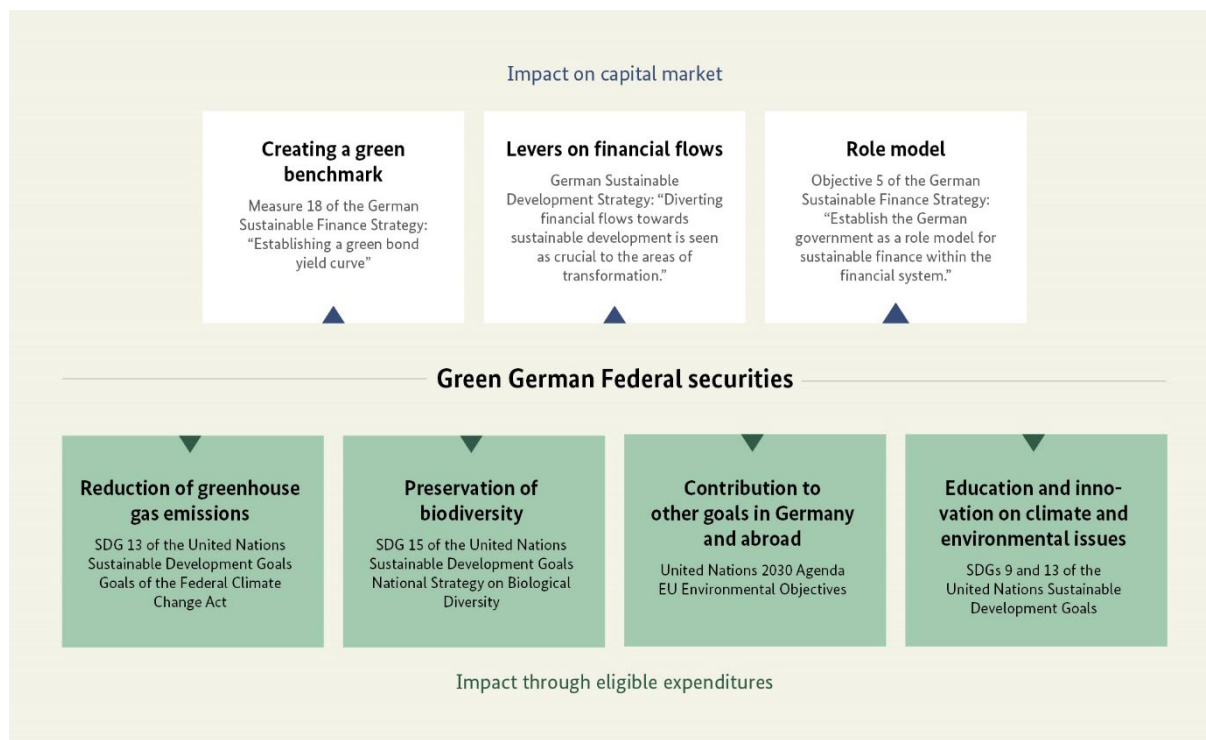 Impact on capital market
Creating a green
benchmark
Measure 18 of the German
Sustainable Finance Strategy:
“Establishing a green bond
yield curve”
Levers on financial flows
German Sustainable
Development Strategy: “Diverting
financial flows towards
sustainable development is seen
as crucial to the areas of
transformation.”
Role model
Objective 5 of the German
Sustainable Finance Strategy:
“Establish the German
government as a role model for
sustainable finance within the
financial system.”
Green German Federal securities
Reduction of greenhouse
gas emissions
SDG 13 of the United Nations
Sustainable Development Goals
Goals of the Federal Climate
Change Act
Preservation of
biodiversity
SDG 15 of the United Nations
Sustainable Development Goals
National Strategy on Biological
Diversity
Contribution to
other goals in Germany
and abroad
United Nations 2030 Agenda
EU Environmental Objectives
Education and inno-
vation on climate and
environmental issues
SDGs 9 and 13 of the
United Nations Sustainable
Development Goals
Impact through eligible expenditures